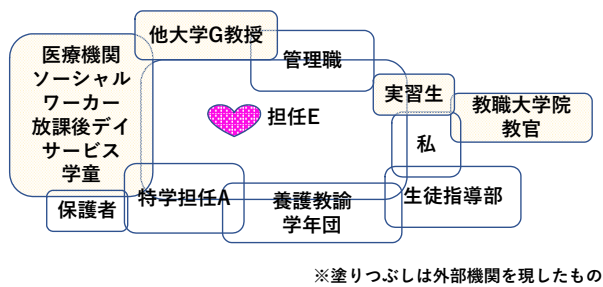 他大学G教授
管理職
医療機関
ソーシャル
ワーカー
放課後デイ
サービス
学童
実習生
教職大学院
教官
担任E
私
保護者
特学担任A
養護教諭
学年団
生徒指導部
※塗りつぶしは外部機関を現したもの